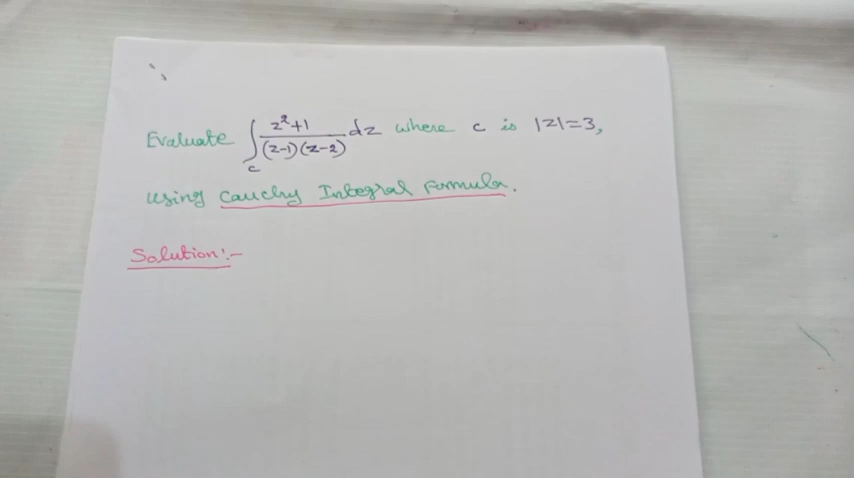 Evaluate ∫_c (z²+1)/((z-1)(z-2)) dz where c is |z|=3,
using Cauchy Integral Formula.
Solution:-